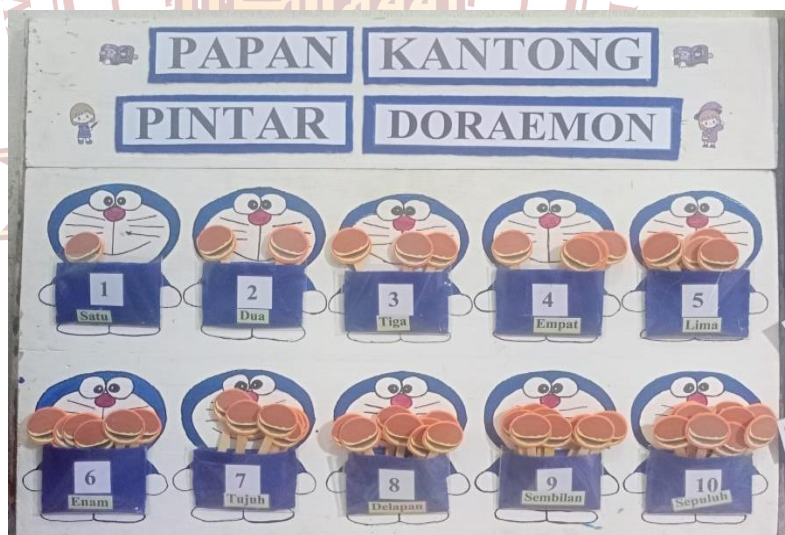 PAPAN KANTONG
PINTAR DORAEMON
1
Satu
2
Dua
3
Tiga
4
Empat
5
Lima
6
Enam
7
Tujuh
8
Delapan
9
Sembilan
10
Sepuluh